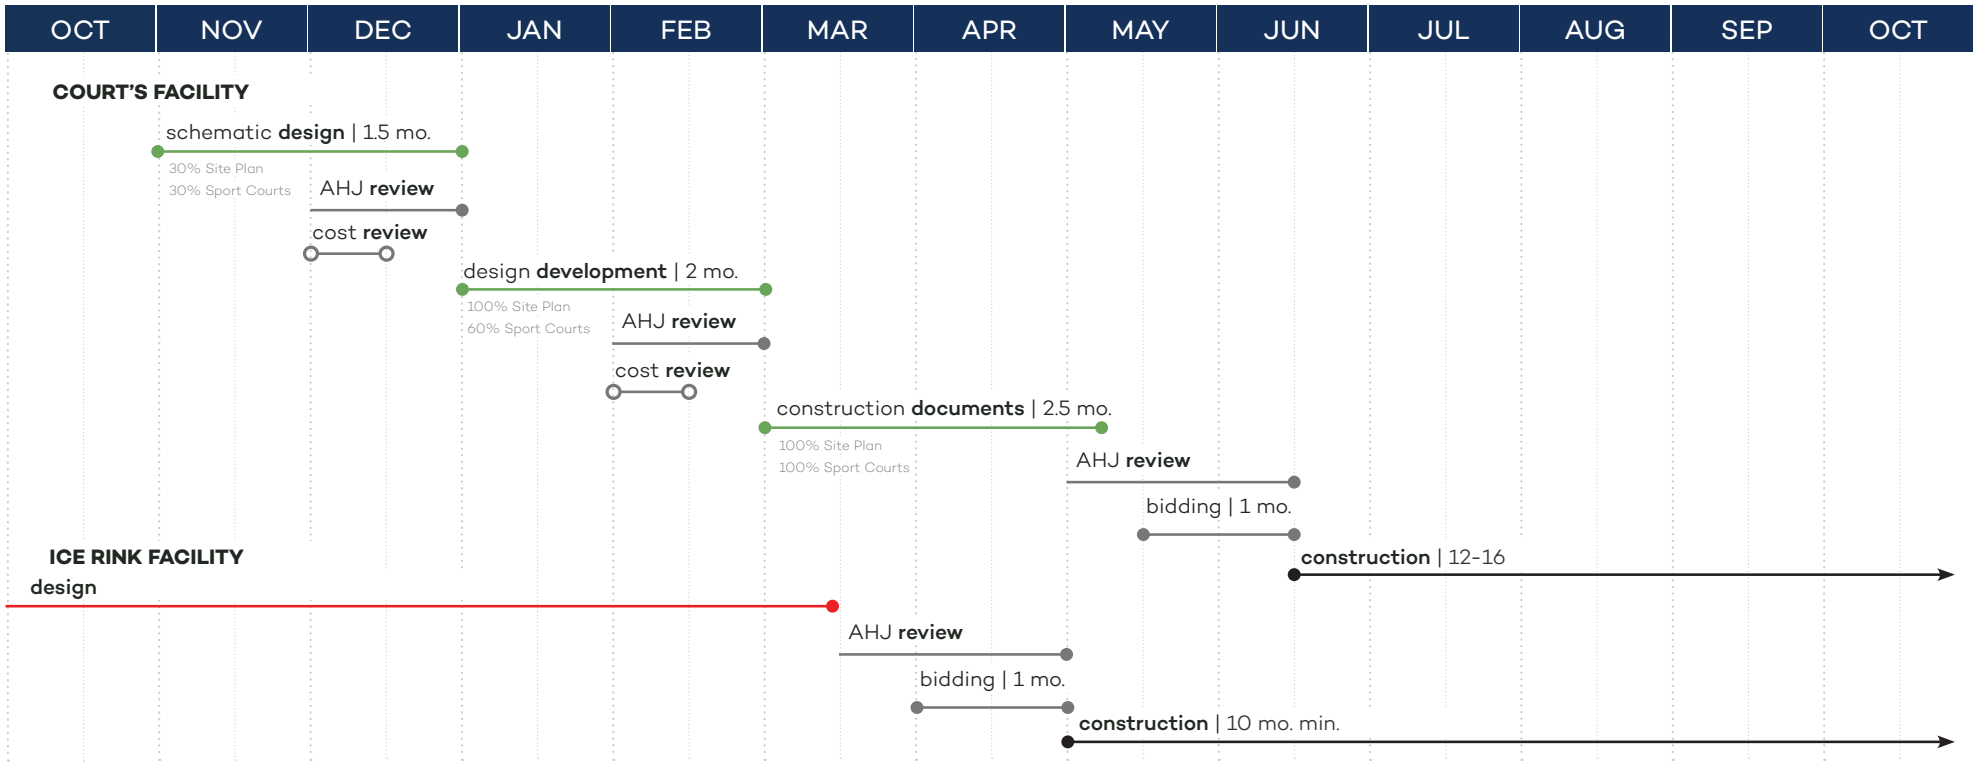 OCT NOV DEC JAN FEB MAR APR MAY JUN JUL AUG SEP OCT
COURT'S FACILITY
schematic design | 1.5 mo.
30% Site Plan
30% Sport Courts
AHJ review
cost review
design development | 2 mo.
100% Site Plan
60% Sport Courts
AHJ review
cost review
construction documents | 2.5 mo.
100% Site Plan
100% Sport Courts
AHJ review
bidding | 1 mo.
construction | 12-16
ICE RINK FACILITY
design
AHJ review
bidding | 1 mo.
construction | 10 mo. min.